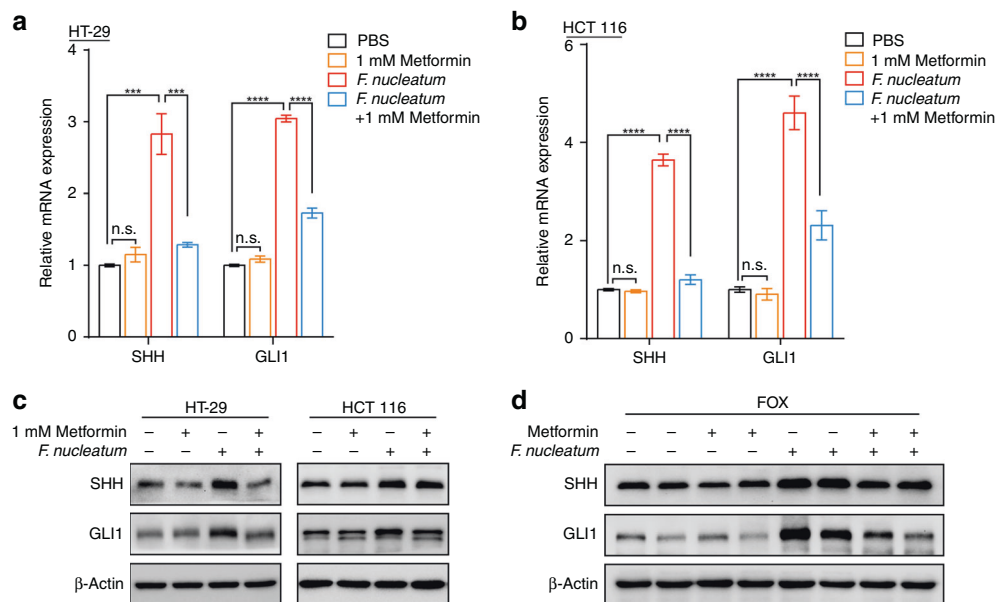 a
HT-29
Relative mRNA expression
4
3
2
1
0
***
***
n.s.
****
****
n.s.
SHH
GLI1
PBS
1 mM Metformin
F. nucleatum
F. nucleatum
+1 mM Metformin
b
HCT 116
Relative mRNA expression
6
4
2
0
****
****
n.s.
****
****
n.s.
SHH
GLI1
PBS
1 mM Metformin
F. nucleatum
F. nucleatum
+1 mM Metformin
c
HT-29
HCT 116
1 mM Metformin – + – + – + – +
F. nucleatum – – + + – – + +
SHH
GLI1
β-Actin
d
FOX
Metformin – – + + – – + +
F. nucleatum – – – – + + + +
SHH
GLI1
β-Actin